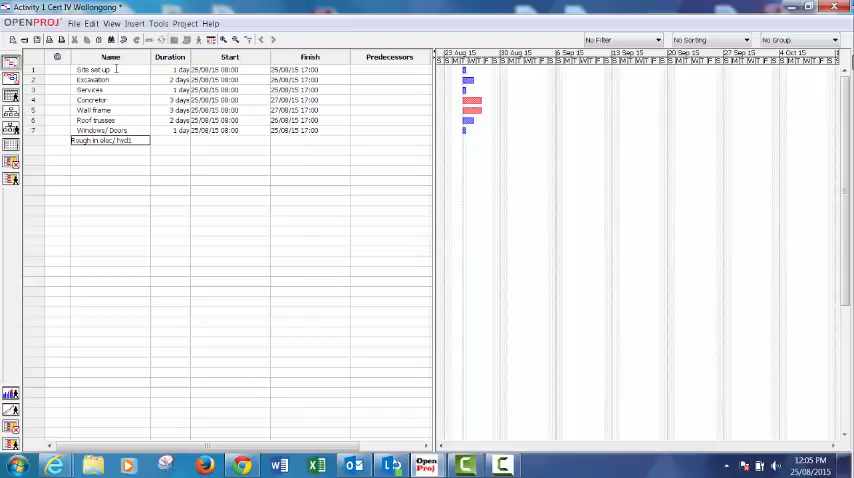 Activity 1 Cert IV Wollongong *
OPENPROJ File Edit View Insert Tools Project Help
No Filter No Sorting No Group
Name Duration Start Finish Predecessors
23 Aug 15 30 Aug 15 6 Sep 15 13 Sep 15 20 Sep 15 27 Sep 15 4 Oct 15 1
1 Site set up 1 day 25/08/15 08:00 25/08/15 17:00
2 Excavation 2 days 25/08/15 08:00 26/08/15 17:00
3 Services 1 day 25/08/15 08:00 25/08/15 17:00
4 Concretor 3 days 25/08/15 08:00 27/08/15 17:00
5 Wall frame 3 days 25/08/15 08:00 27/08/15 17:00
6 Roof trusses 2 days 25/08/15 08:00 26/08/15 17:00
7 Windows/ Doors 1 day 25/08/15 08:00 25/08/15 17:00
Rough in elec/ hyd1
Open
Proj
12:05 PM
25/08/2015